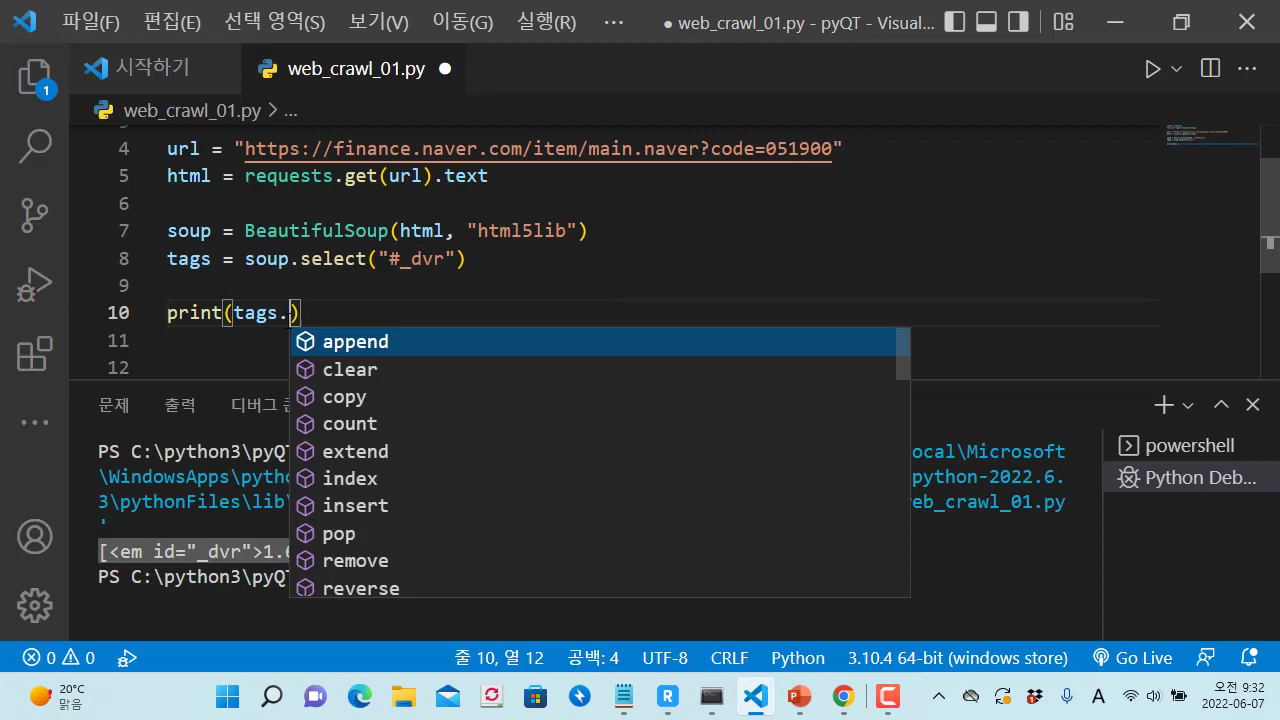 파일(F) 편집(E) 선택 영역(S) 보기(V) 이동(G) 실행(R) ··· ● web_crawl_01.py - pyQT - Visual...
시작하기 web_crawl_01.py ●
web_crawl_01.py > ...
4 url = "https://finance.naver.com/item/main.naver?code=051900"
5 html = requests.get(url).text
6
7 soup = BeautifulSoup(html, "html5lib")
8 tags = soup.select("#_dvr")
9
10 print(tags.)
11
12
append
clear
copy
count
extend
index
insert
pop
remove
reverse
1
문제 출력 디버그
PS C:\python3\pyQT ocal\Microsoft
\WindowsApps\pytho python-2022.6.
3\pythonFiles\lib\ eb_crawl_01.py
'
[<em id="_dvr">1.6
PS C:\python3\pyQT
powershell
Python Deb...
0 0 줄 10, 열 12 공백: 4 UTF-8 CRLF Python 3.10.4 64-bit (windows store) Go Live
20°C
맑음
A
오전 9:32
2022-06-07